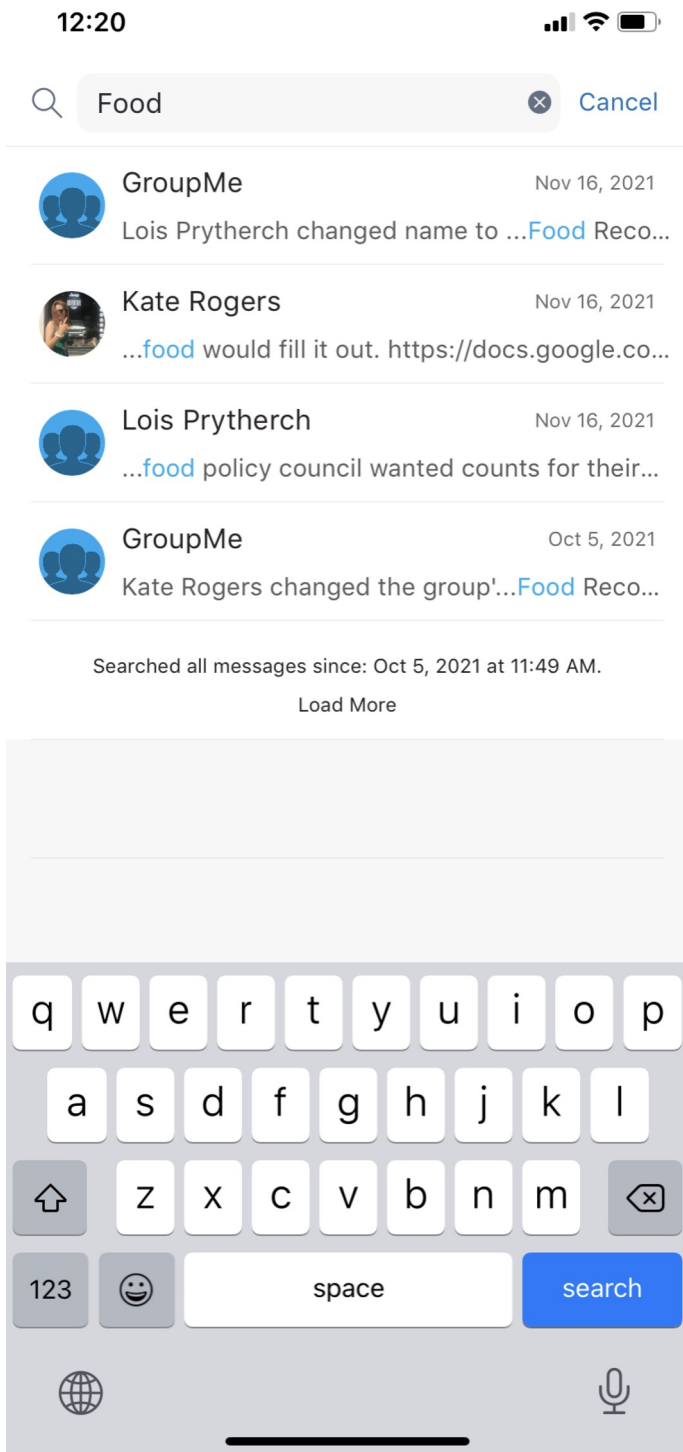 12:20
Food Cancel
GroupMe Nov 16, 2021
Lois Prytherch changed name to ...Food Reco...
Kate Rogers Nov 16, 2021
...food would fill it out. https://docs.google.co...
Lois Prytherch Nov 16, 2021
...food policy council wanted counts for their...
GroupMe Oct 5, 2021
Kate Rogers changed the group'...Food Reco...
Searched all messages since: Oct 5, 2021 at 11:49 AM.
Load More
q w e r t y u i o p
a s d f g h j k l
z x c v b n m
123 space search